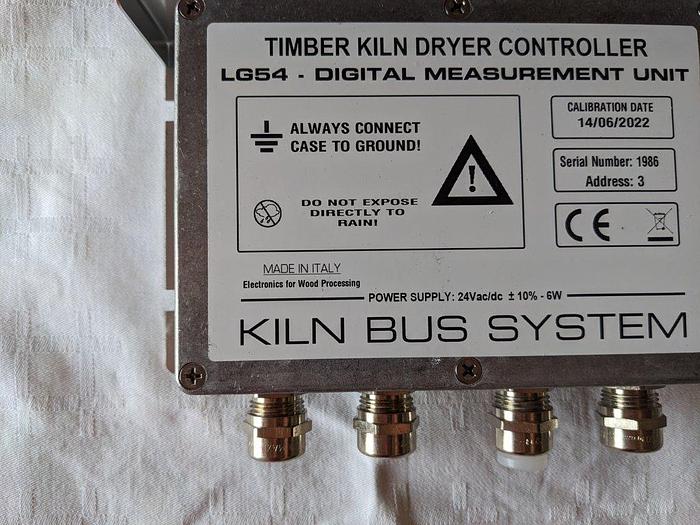 TIMBER KILN DRYER CONTROLLER
LG54 - DIGITAL MEASUREMENT UNIT
ALWAYS CONNECT
CASE TO GROUND!
!
DO NOT EXPOSE
DIRECTLY TO
RAIN!
CALIBRATION DATE
14/06/2022
Serial Number: 1986
Address: 3
CE
MADE IN ITALY
Electronics for Wood Processing
POWER SUPPLY: 24Vac/dc ± 10% - 6W
KILN BUS SYSTEM